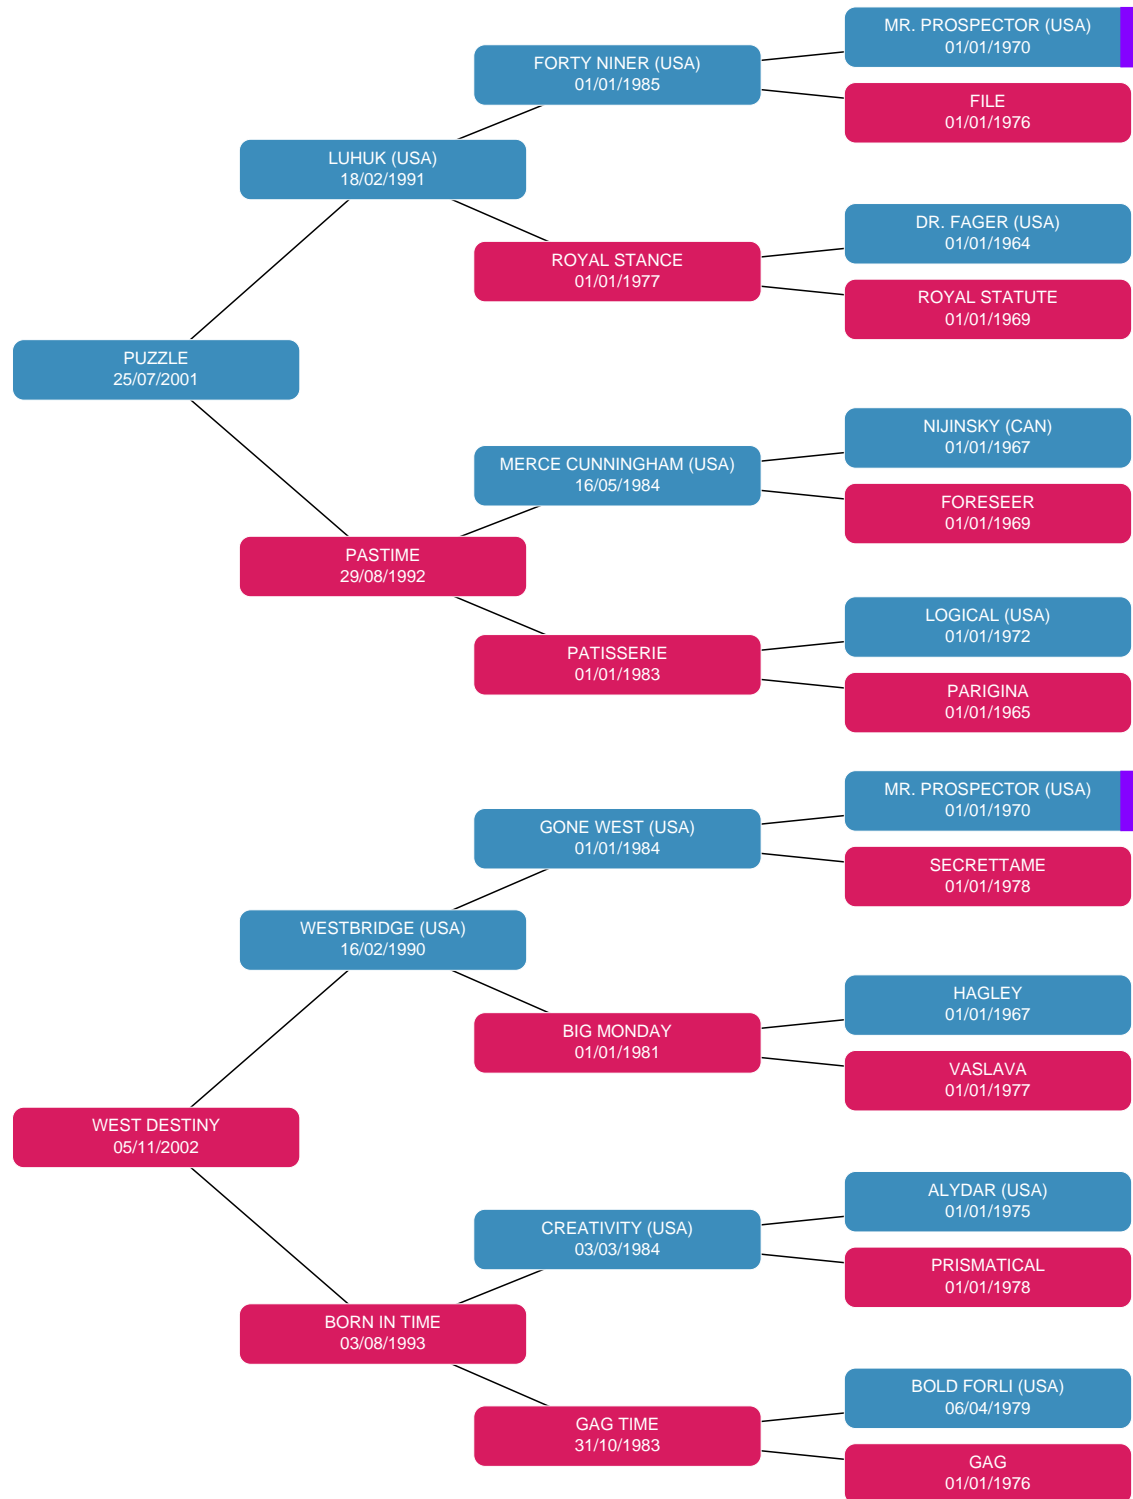 MR. PROSPECTOR (USA)
01/01/1970
FORTY NINER (USA)
01/01/1985
FILE
01/01/1976
LUHUK (USA)
18/02/1991
DR. FAGER (USA)
01/01/1964
ROYAL STANCE
01/01/1977
ROYAL STATUTE
01/01/1969
PUZZLE
25/07/2001
NIJINSKY (CAN)
01/01/1967
MERCE CUNNINGHAM (USA)
16/05/1984
FORESEER
01/01/1969
PASTIME
29/08/1992
LOGICAL (USA)
01/01/1972
PATISSERIE
01/01/1983
PARIGINA
01/01/1965
MR. PROSPECTOR (USA)
01/01/1970
GONE WEST (USA)
01/01/1984
SECRETTAME
01/01/1978
WESTBRIDGE (USA)
16/02/1990
HAGLEY
01/01/1967
BIG MONDAY
01/01/1981
VASLAVA
01/01/1977
WEST DESTINY
05/11/2002
ALYDAR (USA)
01/01/1975
CREATIVITY (USA)
03/03/1984
PRISMATICAL
01/01/1978
BORN IN TIME
03/08/1993
BOLD FORLI (USA)
06/04/1979
GAG TIME
31/10/1983
GAG
01/01/1976